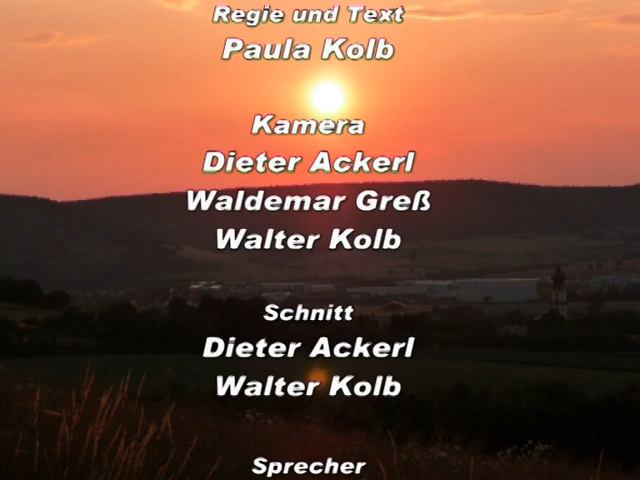 Regie und Text
Paula Kolb
Kamera
Dieter Ackerl
Waldemar Greß
Walter Kolb
Schnitt
Dieter Ackerl
Walter Kolb
Sprecher